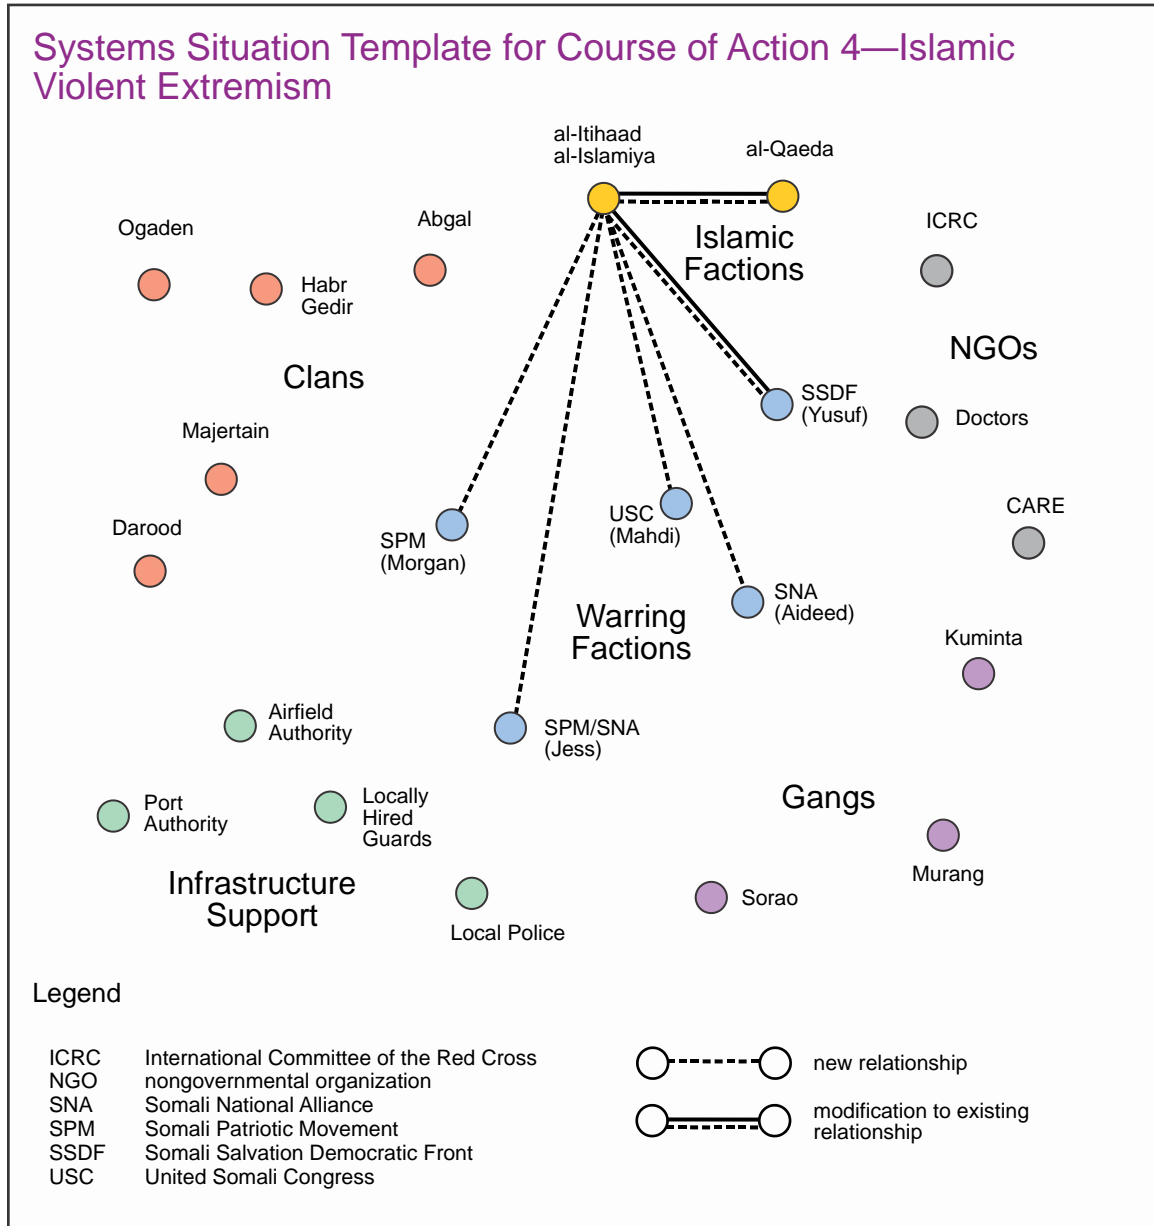 Systems Situation Template for Course of Action 4—Islamic
Violent Extremism
al-Itihaad
al-Islamiya
al-Qaeda
Ogaden
Habr
Gedir
Abgal
Islamic
Factions
ICRC
NGOs
Clans
SSDF
(Yusuf)
Doctors
Majertain
Darood
SPM
(Morgan)
USC
(Mahdi)
CARE
SNA
(Aideed)
Warring
Factions
Kuminta
Airfield
Authority
SPM/SNA
(Jess)
Port
Authority
Locally
Hired
Guards
Gangs
Murang
Infrastructure
Support
Sorao
Local Police
Legend
ICRC International Committee of the Red Cross
NGO nongovernmental organization
SNA Somali National Alliance
SPM Somali Patriotic Movement
SSDF Somali Salvation Democratic Front
USC United Somali Congress
new relationship
modification to existing
relationship